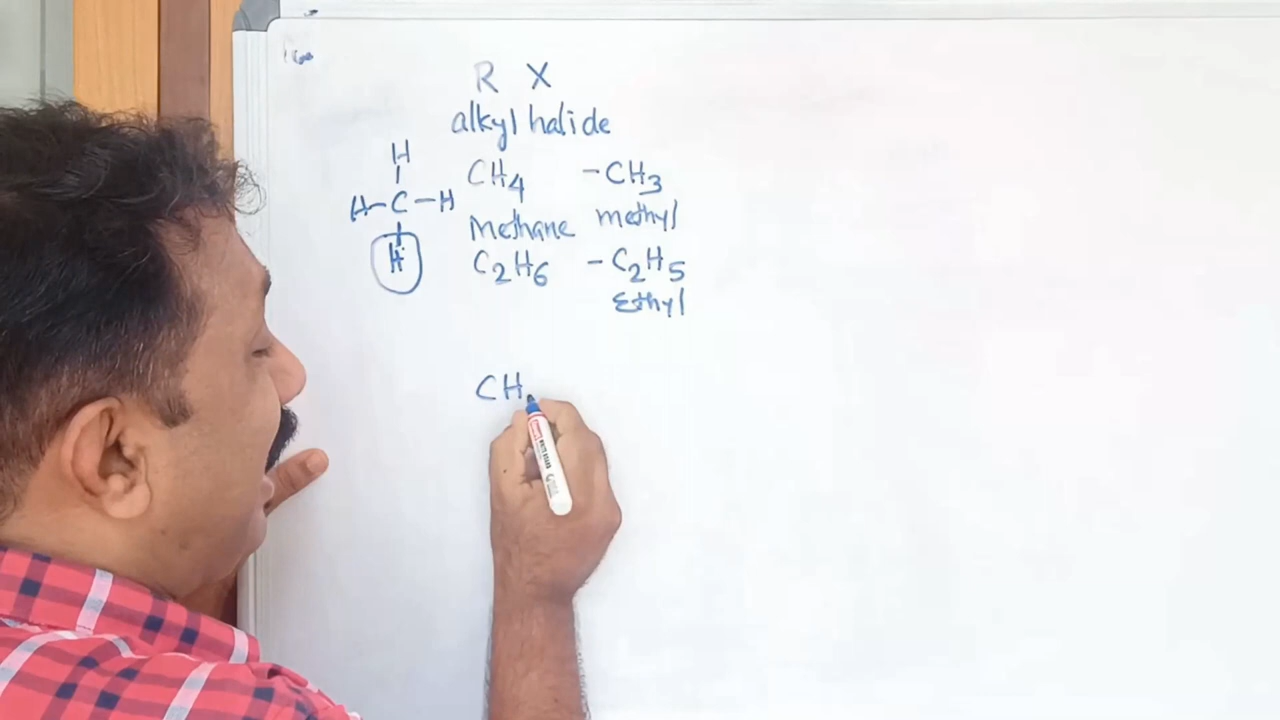 R X
alkyl halide
H
CH4 -CH3
H-C-H
Methane methyl
H
C2H6 -C2H5
Ethyl
CH